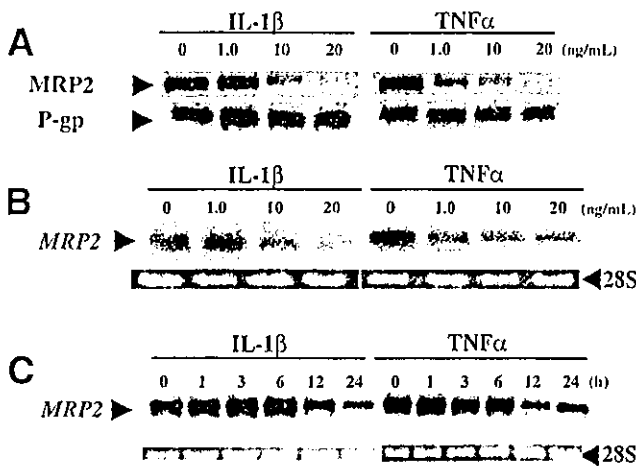 A
IL-1β TNFα
0 1.0 10 20 0 1.0 10 20 (ng/mL)
MRP2
P-gp
B
IL-1β TNFα
0 1.0 10 20 0 1.0 10 20 (ng/mL)
MRP2
28S
C
IL-1β TNFα
0 1 3 6 12 24 0 1 3 6 12 24 (h)
MRP2
28S